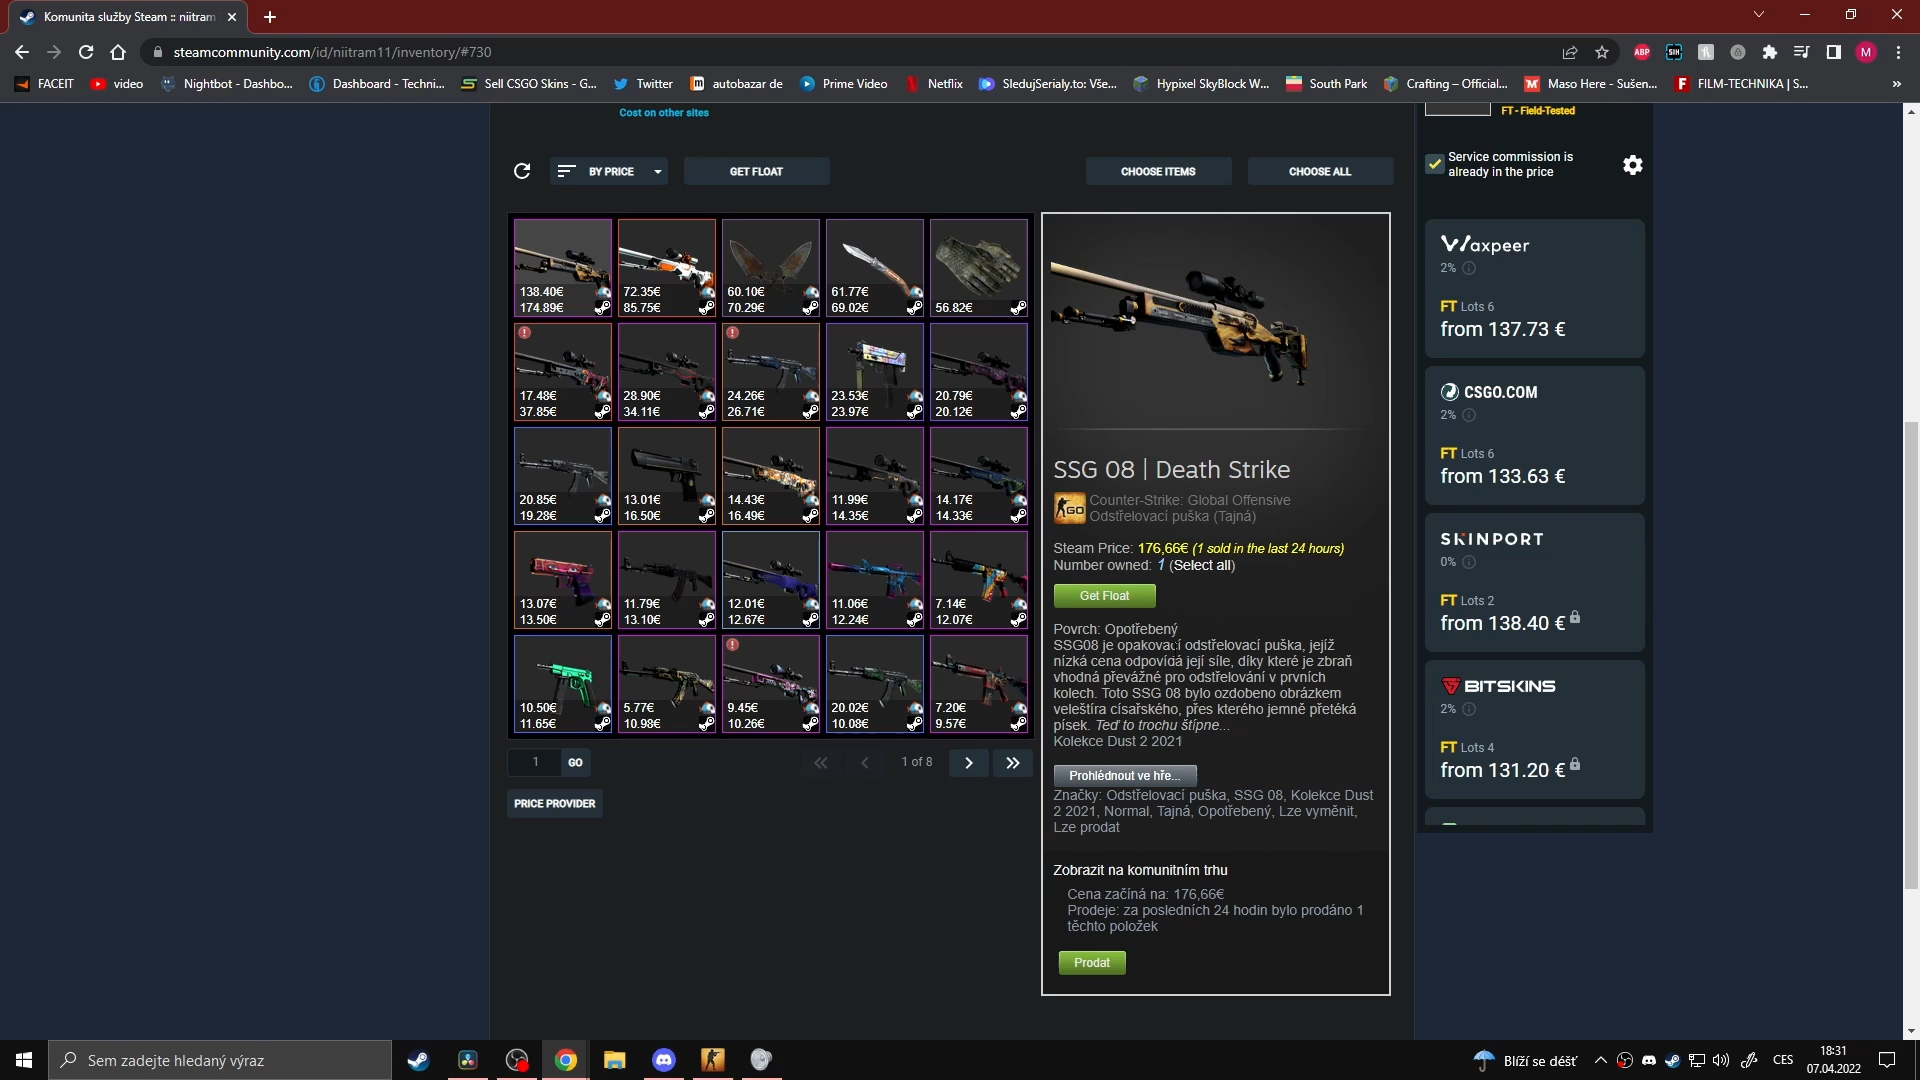 Komunita služby Steam :: niitram
steamcommunity.com/id/niitram11/inventory/#730
ABP
SIH
M
FACEIT
video
Nightbot - Dashbo...
Dashboard - Techni...
Sell CSGO Skins - G...
Twitter
autobazar de
Prime Video
Netflix
SledujSerialy.to: Vše...
Hypixel SkyBlock W...
South Park
Crafting – Official...
Maso Here - Sušen...
FILM-TECHNIKA | S...
Cost on other sites
BY PRICE
GET FLOAT
CHOOSE ITEMS
CHOOSE ALL
138.40€
174.89€
72.35€
85.75€
60.10€
70.29€
61.77€
69.02€
56.82€
17.48€
37.85€
28.90€
34.11€
24.26€
26.71€
23.53€
23.97€
20.79€
20.12€
20.85€
19.28€
13.01€
16.50€
14.43€
16.49€
11.99€
14.35€
14.17€
14.33€
13.07€
13.50€
11.79€
13.10€
12.01€
12.67€
11.06€
12.24€
7.14€
12.07€
10.50€
11.65€
5.77€
10.98€
9.45€
10.26€
20.02€
10.08€
7.20€
9.57€
1
GO
1 of 8
PRICE PROVIDER
SSG 08 | Death Strike
Counter-Strike: Global Offensive
Odstřelovací puška (Tajná)
Steam Price: 176,66€ (1 sold in the last 24 hours)
Number owned: 1 (Select all)
Get Float
Povrch: Opotřebený
SSG08 je opakovací odstřelovací puška, jejíž
nízká cena odpovídá její síle, díky které je zbraň
vhodná převážně pro odstřelování v prvních
kolech. Toto SSG 08 bylo ozdobeno obrázkem
veleštíra císařského, přes kterého jemně přetéká
písek. Teď to trochu štípne...
Kolekce Dust 2 2021
Prohlédnout ve hře...
Značky: Odstřelovací puška, SSG 08, Kolekce Dust
2 2021, Normal, Tajná, Opotřebený, Lze vyměnit,
Lze prodat
Zobrazit na komunitním trhu
Cena začíná na: 176,66€
Prodeje: za posledních 24 hodin bylo prodáno 1
těchto položek
Prodat
FT - Field-Tested
Service commission is
already in the price
Waxpeer
2%
FT Lots 6
from 137.73 €
CSGO.COM
2%
FT Lots 6
from 133.63 €
SKINPORT
0%
FT Lots 2
from 138.40 €
BITSKINS
2%
FT Lots 4
from 131.20 €
Sem zadejte hledaný výraz
Blíží se déšť
CES
18:31
07.04.2022